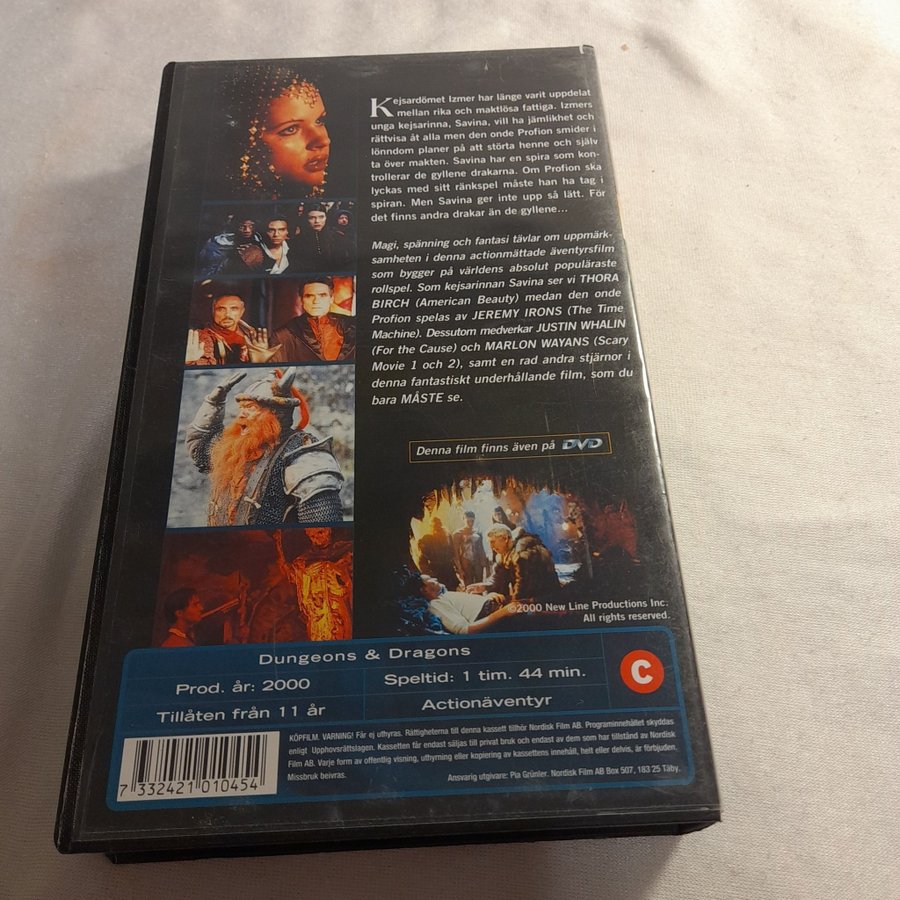 Kejsardömet Izmer har länge varit uppdelat
mellan rika och maktlösa fattiga. Izmers
unga kejsarinna, Savina, vill ha jämlikhet och
rättvisa åt alla men den onde Profion smider i
lönndom planer på att störta henne och själv
ta över makten. Savina har en spira som kon-
trollerar de gyllene drakarna. Om Profion ska
lyckas med sitt ränkspel måste han ha tag i
spiran. Men Savina ger inte upp så lätt. För
det finns andra drakar än de gyllene...
Magi, spänning och fantasi tävlar om uppmärk-
samheten i denna actionmättade äventyrsfilm
som bygger på världens absolut populäraste
rollspel. Som kejsarinnan Savina ser vi THORA
BIRCH (American Beauty) medan den onde
Profion spelas av JEREMY IRONS (The Time
Machine). Dessutom medverkar JUSTIN WHALIN
(For the Cause) och MARLON WAYANS (Scary
Movie 1 och 2), samt en rad andra stjärnor i
denna fantastiskt underhållande film, som du
bara MÅSTE se.
Denna film finns även på DVD
©2000 New Line Productions Inc.
All rights reserved.
Dungeons & Dragons
Prod. år: 2000
Speltid: 1 tim. 44 min.
C
Tillåten från 11 år
Actionäventyr
KÖPFILM. VARNING! Får ej uthyras. Rättigheterna till denna kassett tillhör Nordisk Film AB. Programinnehållet skyddas
enligt Upphovsrättslagen. Kassetten får endast säljas till privat bruk och endast av dem som har tillstånd av Nordisk
Film AB. Varje form av offentlig visning, uthyrning eller kopiering av kassettens innehåll, helt eller delvis, är förbjuden.
Missbruk beivras.
Ansvarig utgivare: Pia Grünler. Nordisk Film AB Box 507, 183 25 Täby.
7 332421 010454